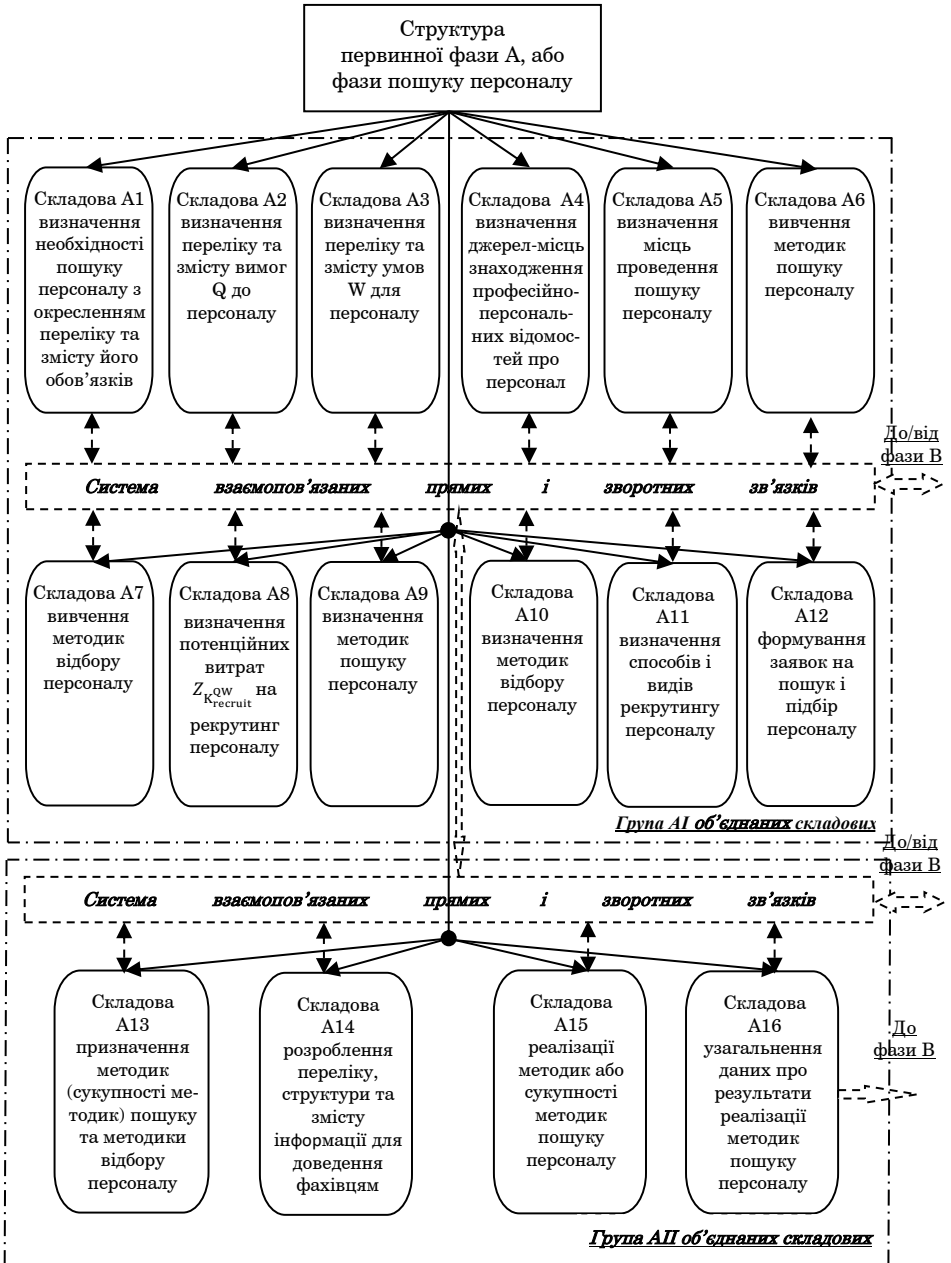 Структура
первинної фази А, або
фази пошуку персоналу
Складова А1
визначення
необхідності
пошуку
персоналу з
окресленням
переліку та
змісту його
обов’язків
Складова А2
визначення
переліку та
змісту вимог
Q до
персоналу
Складова А3
визначення
переліку та
змісту умов
W для
персоналу
Складова А4
визначення
джерел-місць
знаходження
професійно-
персональ-
них відомос-
тей про
персонал
Складова А5
визначення
місць
проведення
пошуку
персоналу
Складова А6
вивчення
методик
пошуку
персоналу
До/від
фази В
Система взаємопов’язаних прямих і зворотних зв’язків
Складова А7
вивчення
методик
відбору
персоналу
Складова А8
визначення
потенційних
витрат
Z_K^QW_recruit на
рекрутинг
персоналу
Складова А9
визначення
методик
пошуку
персоналу
Складова
А10
визначення
методик
відбору
персоналу
Складова
А11
визначення
способів і
видів
рекрутингу
персоналу
Складова
А12
формування
заявок на
пошук і
підбір
персоналу
Група АІ об’єднаних складових
До/від
фази В
Система взаємопов’язаних прямих і зворотних зв’язків
Складова
А13
призначення
методик
(сукупності ме-
тодик) пошуку
та методики
відбору
персоналу
Складова
А14
розроблення
переліку,
структури та
змісту
інформації для
доведення
фахівцям
Складова
А15
реалізації
методик або
сукупності
методик
пошуку
персоналу
Складова
А16
узагальнення
даних про
результати
реалізації
методик
пошуку
персоналу
До
фази В
Група АІІ об’єднаних складових